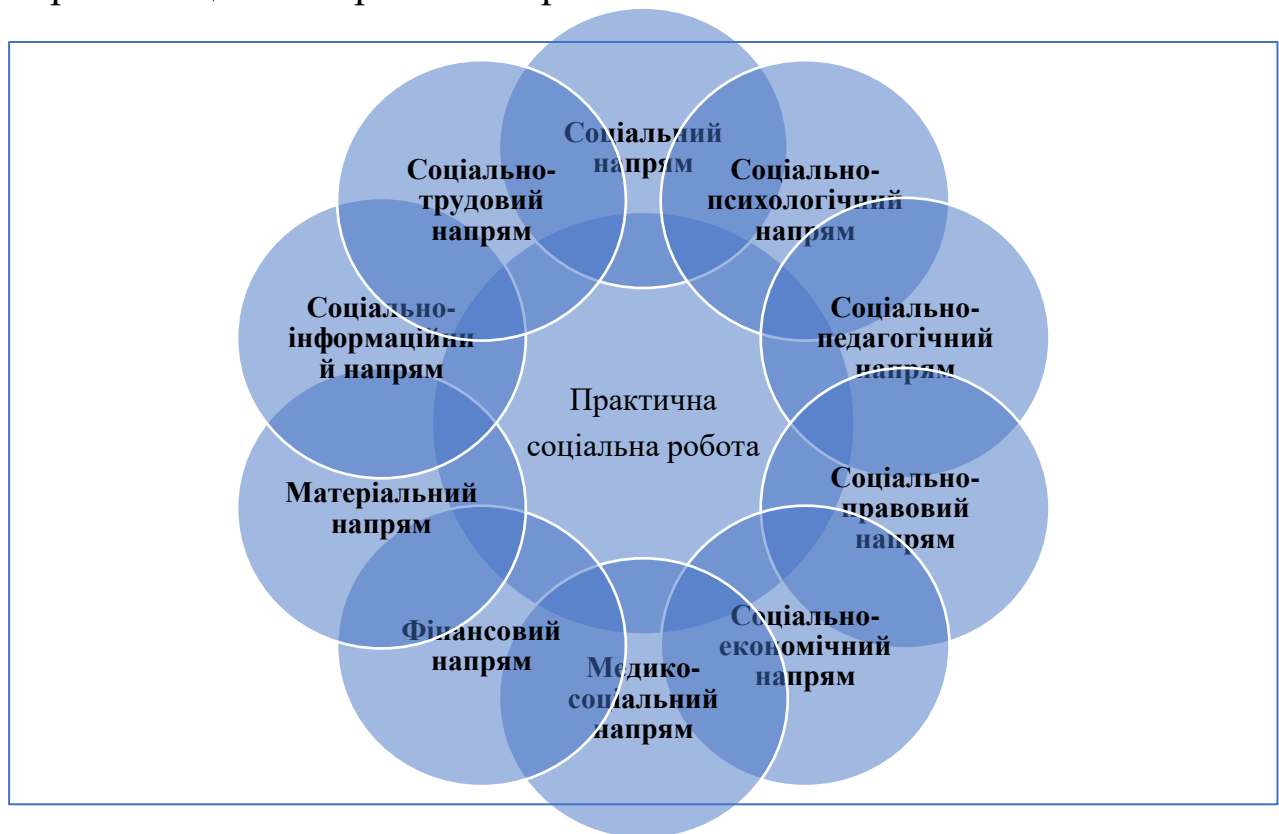 Соціальний
напрям
Соціально-
психологічний
напрям
Соціально-
педагогічний
напрям
Соціально-
правовий
напрям
Соціально-
економічний
напрям
Медико-
соціальний
напрям
Фінансовий
напрям
Матеріальний
напрям
Соціально-
інформаційни
й напрям
Соціально-
трудовий
напрям
Практична
соціальна робота